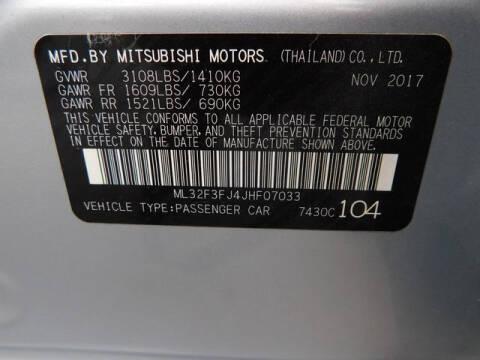 MFD.BY MITSUBISHI MOTORS (THAILAND) CO., LTD.
GVWR 3108LBS/1410KG NOV 2017
GAWR FR 1609LBS/ 730KG
GAWR RR 1521LBS/ 690KG
THIS VEHICLE CONFORMS TO ALL APPLICABLE FEDERAL MOTOR
VEHICLE SAFETY, BUMPER, AND THEFT PREVENTION STANDARDS
IN EFFECT ON THE DATE OF MANUFACTURE SHOWN ABOVE.
ML32F3FJ4JHF07033
VEHICLE TYPE:PASSENGER CAR 7430C 104